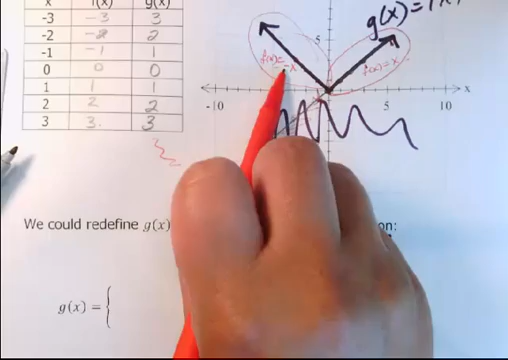 x f(x) g(x)
-3 -3 3
-2 -2 2
-1 -1 1
0 0 0
1 1 1
2 2 2
3 3. 3
g(x)=|x|
5
f(x)=
-x
f(x)=x
-10 10 x
We could redefine g(x) on:
g(x) = {